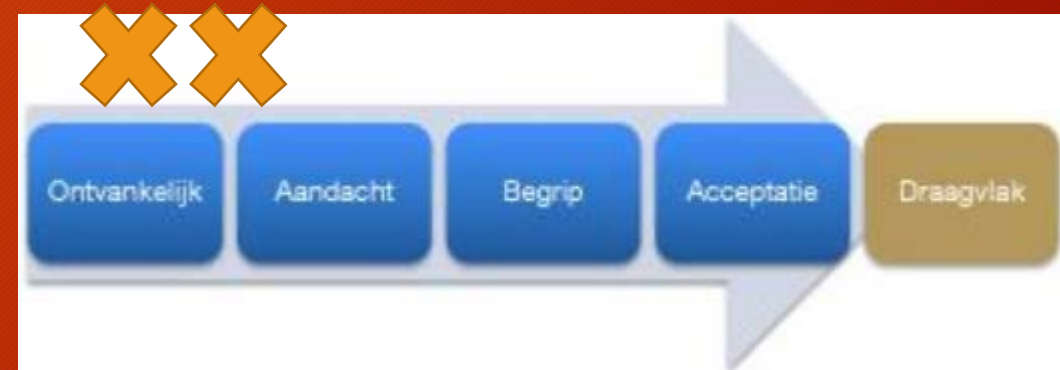 Ontvankelijk
Aandacht
Begrip
Acceptatie
Draagvlak